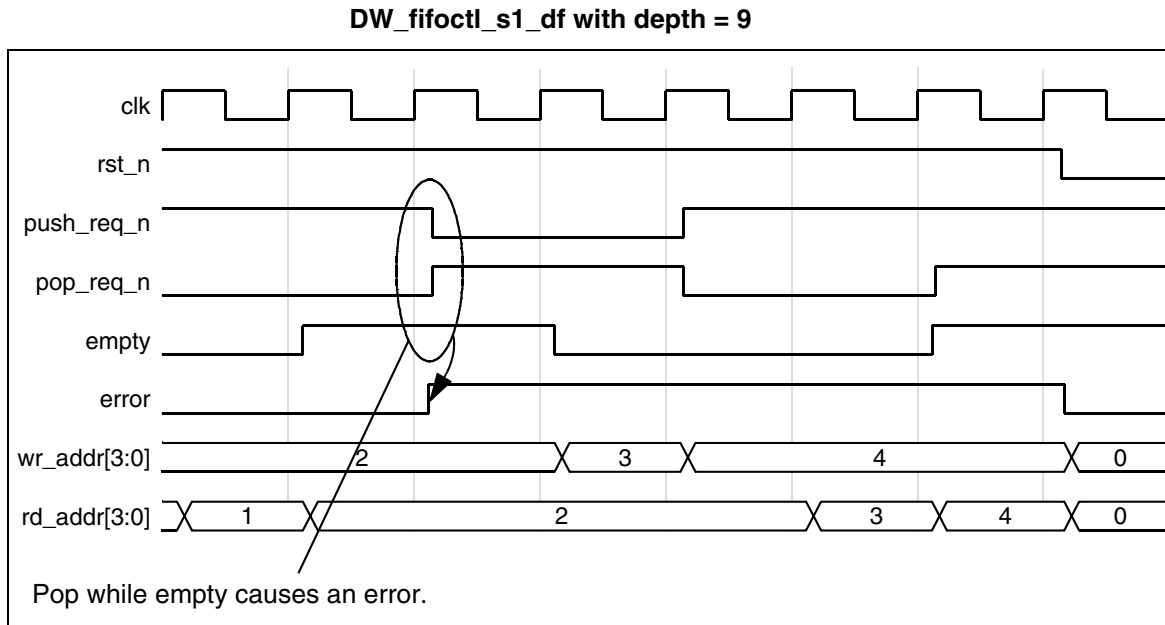 DW_fifoctl_s1_df with depth = 9
clk
rst_n
push_req_n
pop_req_n
empty
error
wr_addr[3:0] 2 3 4 0
rd_addr[3:0] 1 2 3 4 0
Pop while empty causes an error.